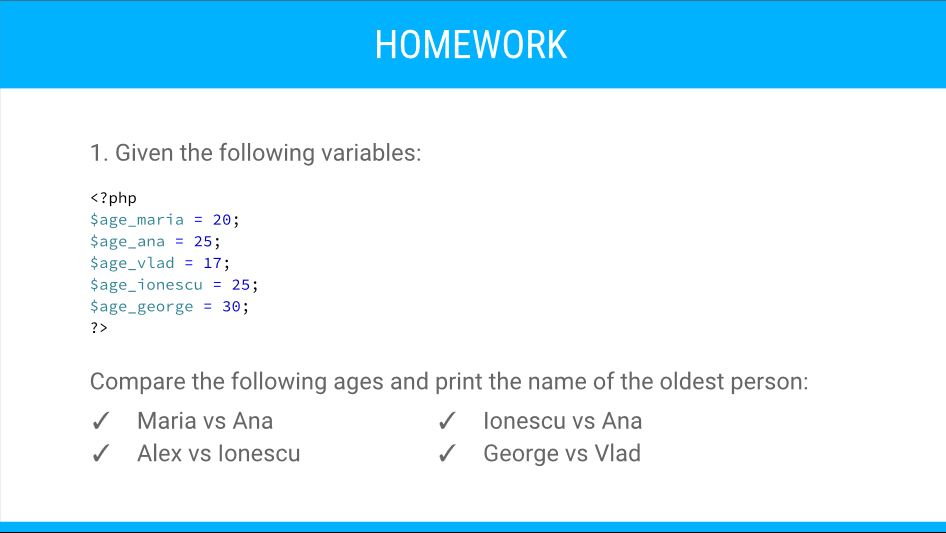 HOMEWORK
1. Given the following variables:
<?php
$age_maria = 20;
$age_ana = 25;
$age_vlad = 17;
$age_ionescu = 25;
$age_george = 30;
?>
Compare the following ages and print the name of the oldest person:
✓ Maria vs Ana
✓ Alex vs Ionescu
✓ Ionescu vs Ana
✓ George vs Vlad